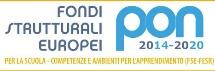 FONDI
STRUTTURALI
EUROPEI
pon
2014-2020
PER LA SCUOLA - COMPETENZE E AMBIENTI PER L'APPRENDIMENTO (FSE-FESR)